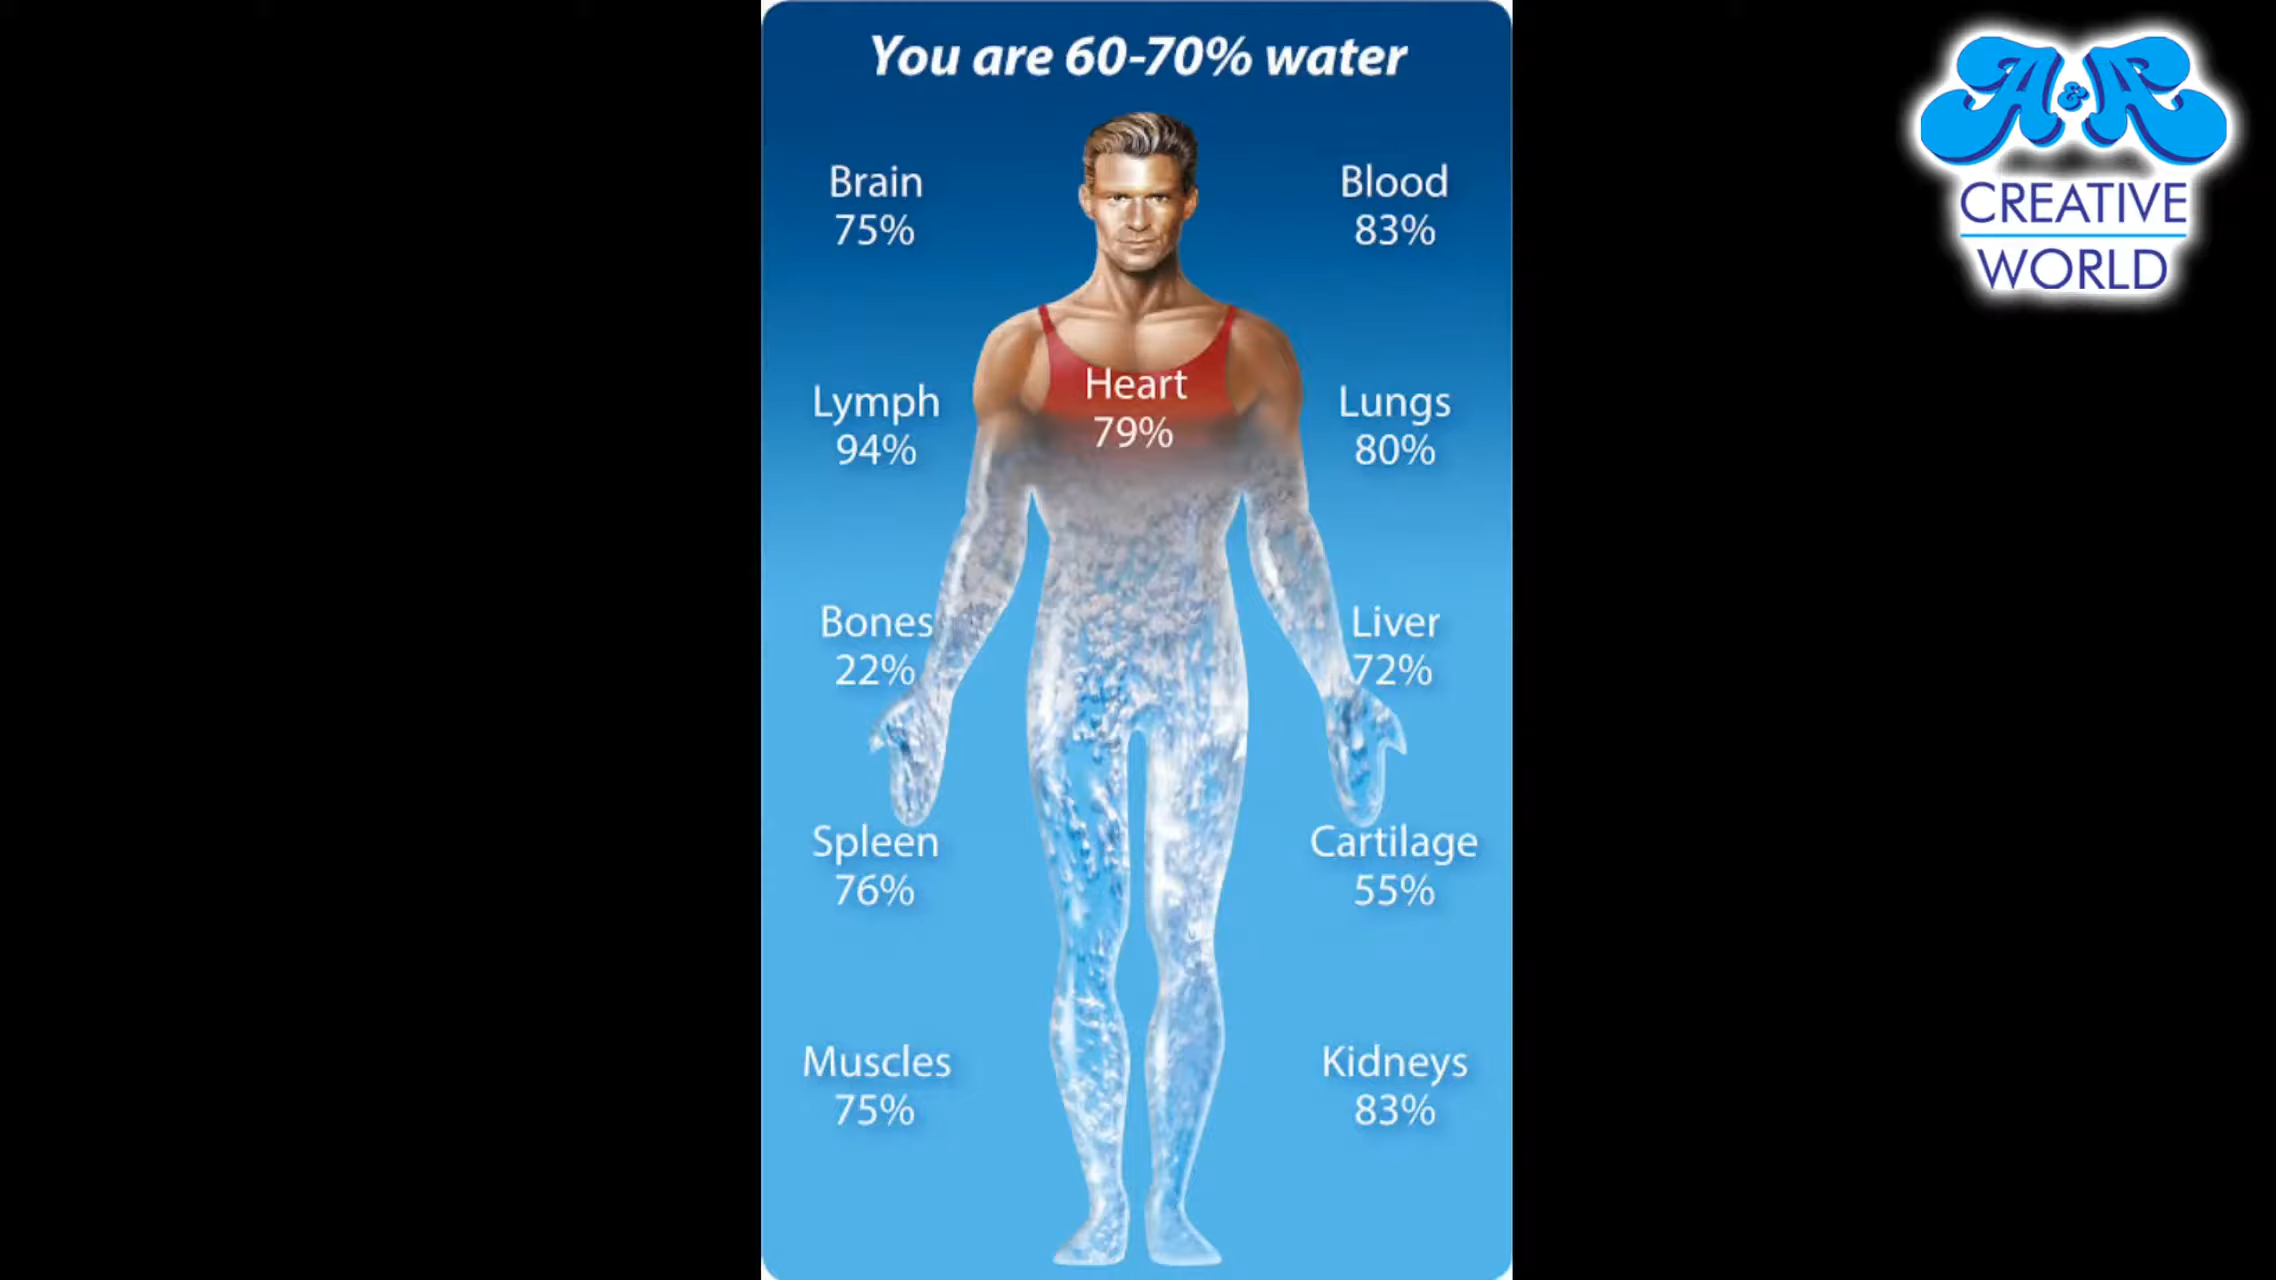 You are 60-70% water
Brain
75%
Blood
83%
Heart
79%
Lymph
94%
Lungs
80%
Bones
22%
Liver
72%
Spleen
76%
Cartilage
55%
Muscles
75%
Kidneys
83%
A&A
CREATIVE
WORLD